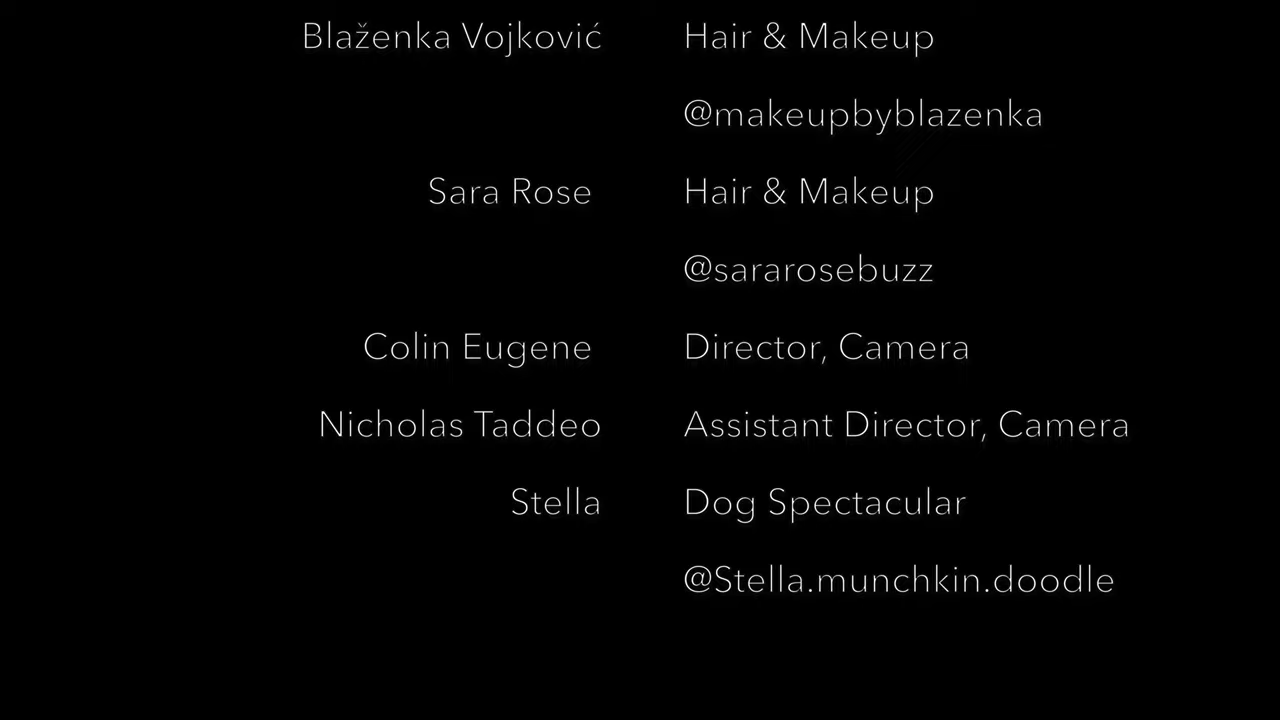 Blaženka Vojković Hair & Makeup
@makeupbyblazenka
Sara Rose Hair & Makeup
@sararosebuzz
Colin Eugene Director, Camera
Nicholas Taddeo Assistant Director, Camera
Stella Dog Spectacular
@Stella.munchkin.doodle